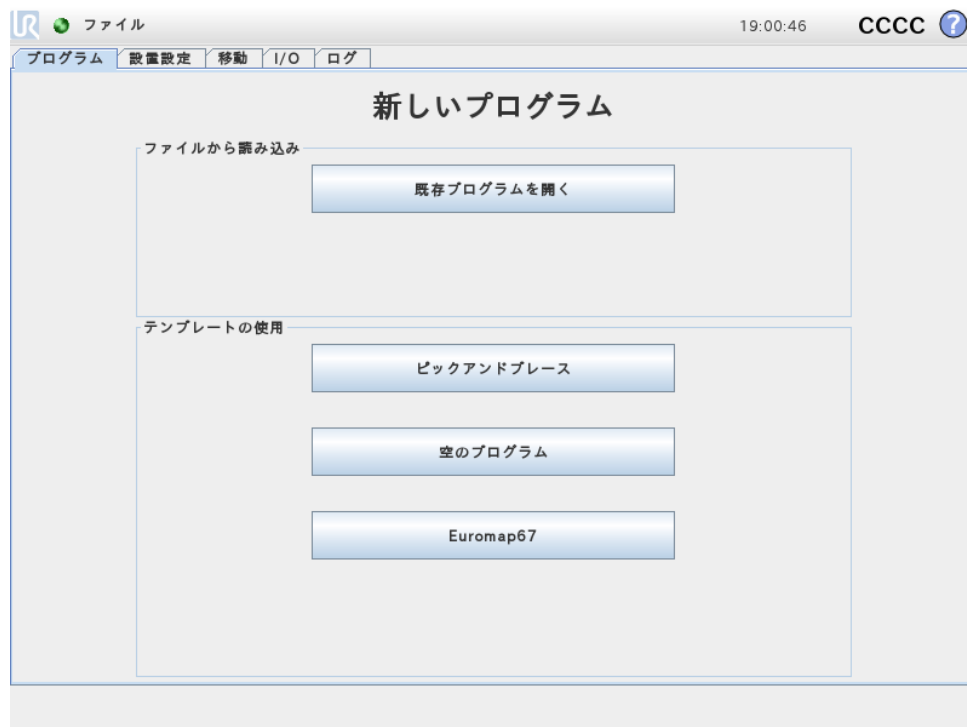 UR ファイル 19:00:46 CCCC ?
プログラム 設置設定 移動 I/O ログ
新しいプログラム
ファイルから読み込み
既存プログラムを開く
テンプレートの使用
ピックアンドプレース
空のプログラム
Euromap67